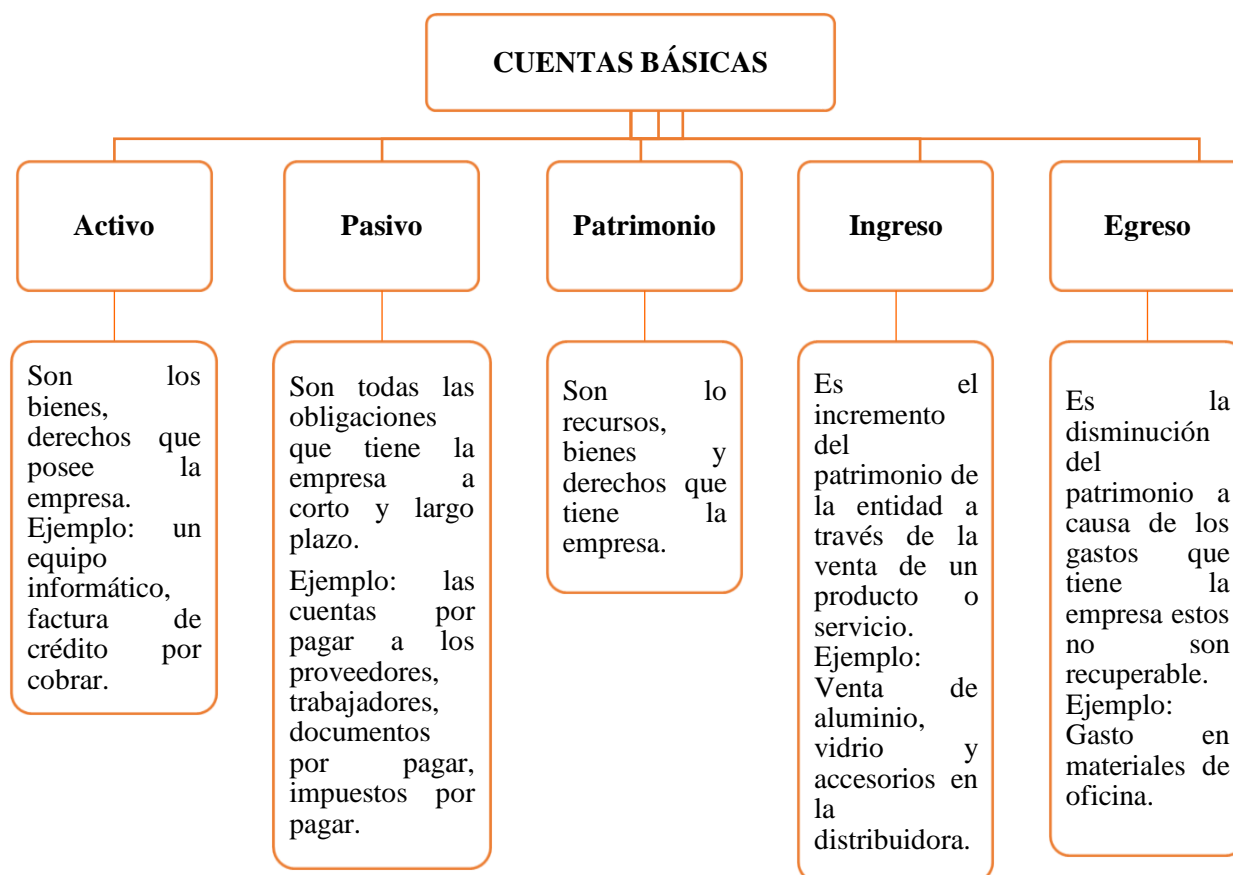 CUENTAS BÁSICAS
Activo
Pasivo
Patrimonio
Ingreso
Egreso
Son los
bienes,
derechos que
posee la
empresa.
Ejemplo: un
equipo
informático,
factura de
crédito por
cobrar.
Son todas las
obligaciones
que tiene la
empresa a
corto y largo
plazo.
Ejemplo: las
cuentas por
pagar a los
proveedores,
trabajadores,
documentos
por pagar,
impuestos por
pagar.
Son lo
recursos,
bienes y
derechos que
tiene la
empresa.
Es el
incremento
del
patrimonio de
la entidad a
través de la
venta de un
producto o
servicio.
Ejemplo:
Venta de
aluminio,
vidrio y
accesorios en
la
distribuidora.
Es la
disminución
del
patrimonio a
causa de los
gastos que
tiene la
empresa estos
no son
recuperable.
Ejemplo:
Gasto en
materiales de
oficina.